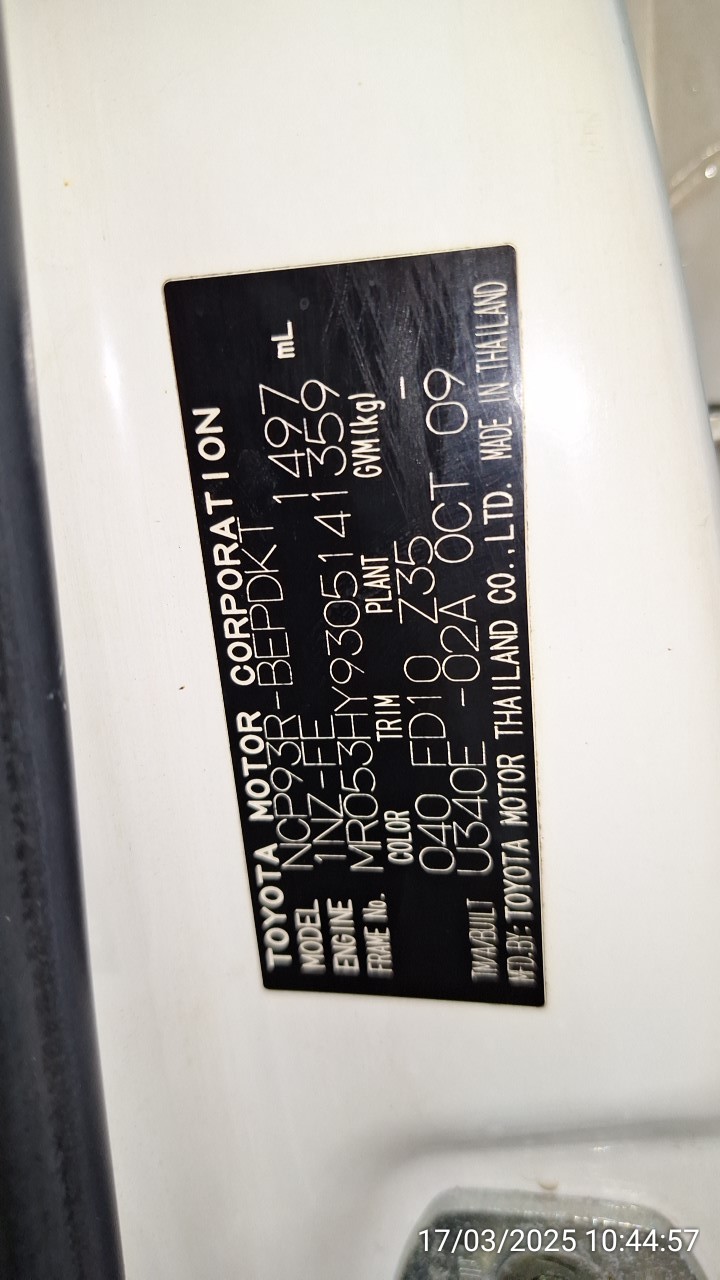 TOYOTA MOTOR CORPORATION
MODEL NCP93R-BEPDKT 1497 mL
ENGINE 1NZ-FE
FRAME No. MR053HY9305141359
COLOR TRIM PLANT GVM(kg)
040 FD10 Z35 —
TM/A/BUILT U340E -02A OCT 09
MFD.BY: TOYOTA MOTOR THAILAND CO.,LTD. MADE IN THAILAND
17/03/2025 10:44:57